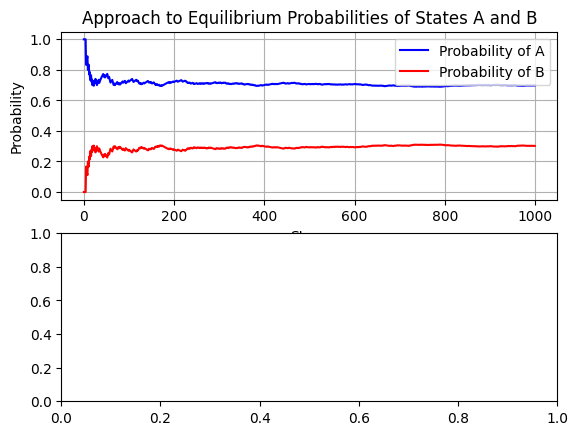 Approach to Equilibrium Probabilities of States A and B
1.0
0.8
0.6
0.4
0.2
0.0
Probability
Probability of A
Probability of B
0 200 400 600 800 1000
1.0
0.8
0.6
0.4
0.2
0.0
0.0 0.2 0.4 0.6 0.8 1.0